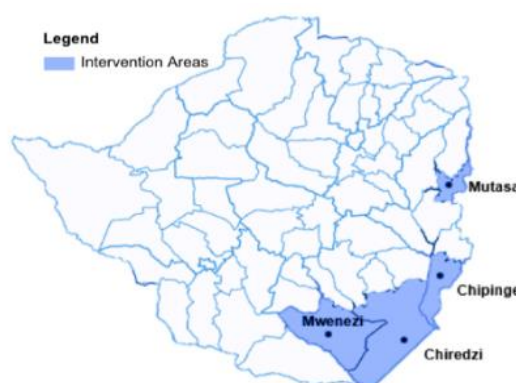 Legend
Intervention Areas
Mutasa
Chipinge
Mwenezi
Chiredzi